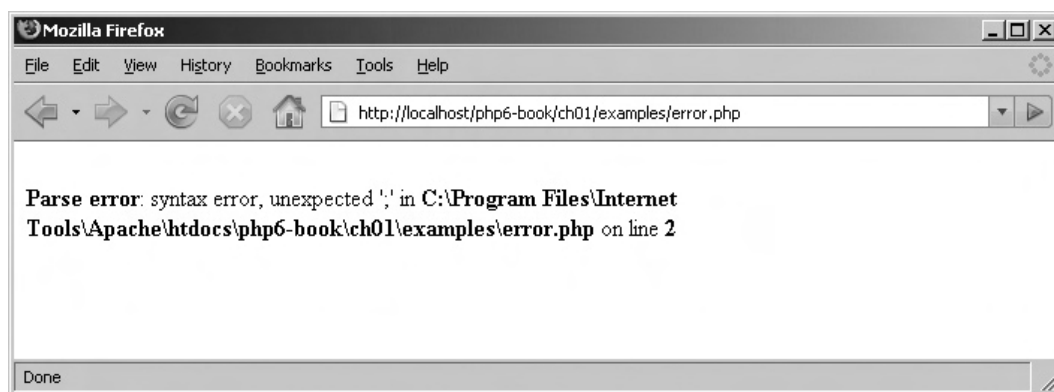 Mozilla Firefox
File Edit View History Bookmarks Tools Help
http://localhost/php6-book/ch01/examples/error.php
Parse error: syntax error, unexpected ';' in C:\Program Files\Internet
Tools\Apache\htdocs\php6-book\ch01\examples\error.php on line 2
Done